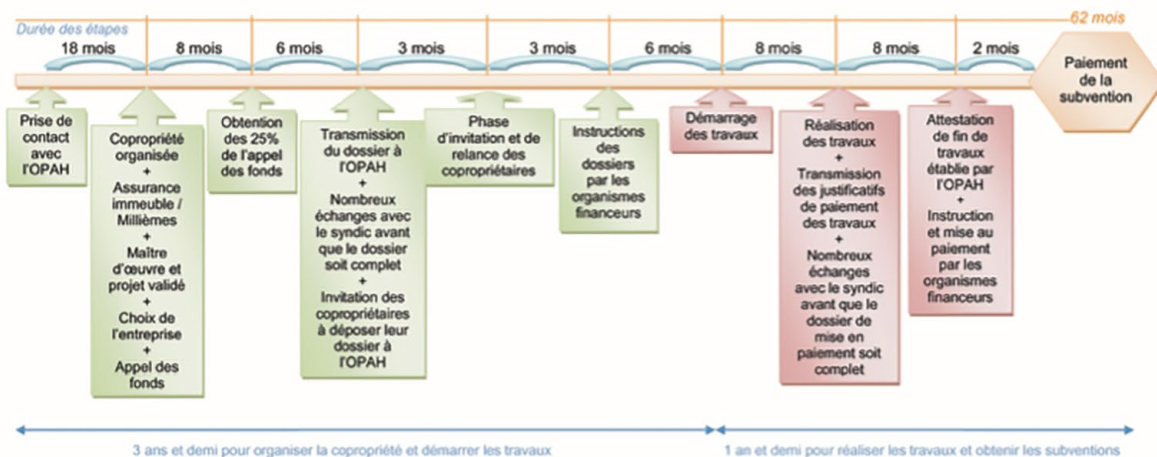 Durée des étapes
62 mois
18 mois
8 mois
6 mois
3 mois
3 mois
6 mois
8 mois
8 mois
2 mois
Paiement
de la
subvention
Prise de
contact
avec
l'OPAH
Copropriété
organisée
+
Assurance
immeuble /
Millièmes
+
Maître
d'œuvre et
projet validé
+
Choix de
l'entreprise
+
Appel des
fonds
Obtention
des 25%
de l'appel
des fonds
Transmission
du dossier à
l'OPAH
+
Nombreux
échanges avec
le syndic avant
que le dossier
soit complet
+
Invitation des
copropriétaires
à déposer leur
dossier à
l'OPAH
Phase
d'invitation et de
relance des
copropriétaires
Instructions
des
dossiers
par les
organismes
financeurs
Démarrage
des travaux
Réalisation
des travaux
+
Transmission
des justificatifs
de paiement
des travaux
+
Nombreux
échanges
avec le syndic
avant que le
dossier de
mise en
paiement soit
complet
Attestation
de fin de
travaux
établie par
l'OPAH
+
Instruction
et mise au
paiement
par les
organismes
financeurs
3 ans et demi pour organiser la copropriété et démarrer les travaux
1 an et demi pour réaliser les travaux et obtenir les subventions